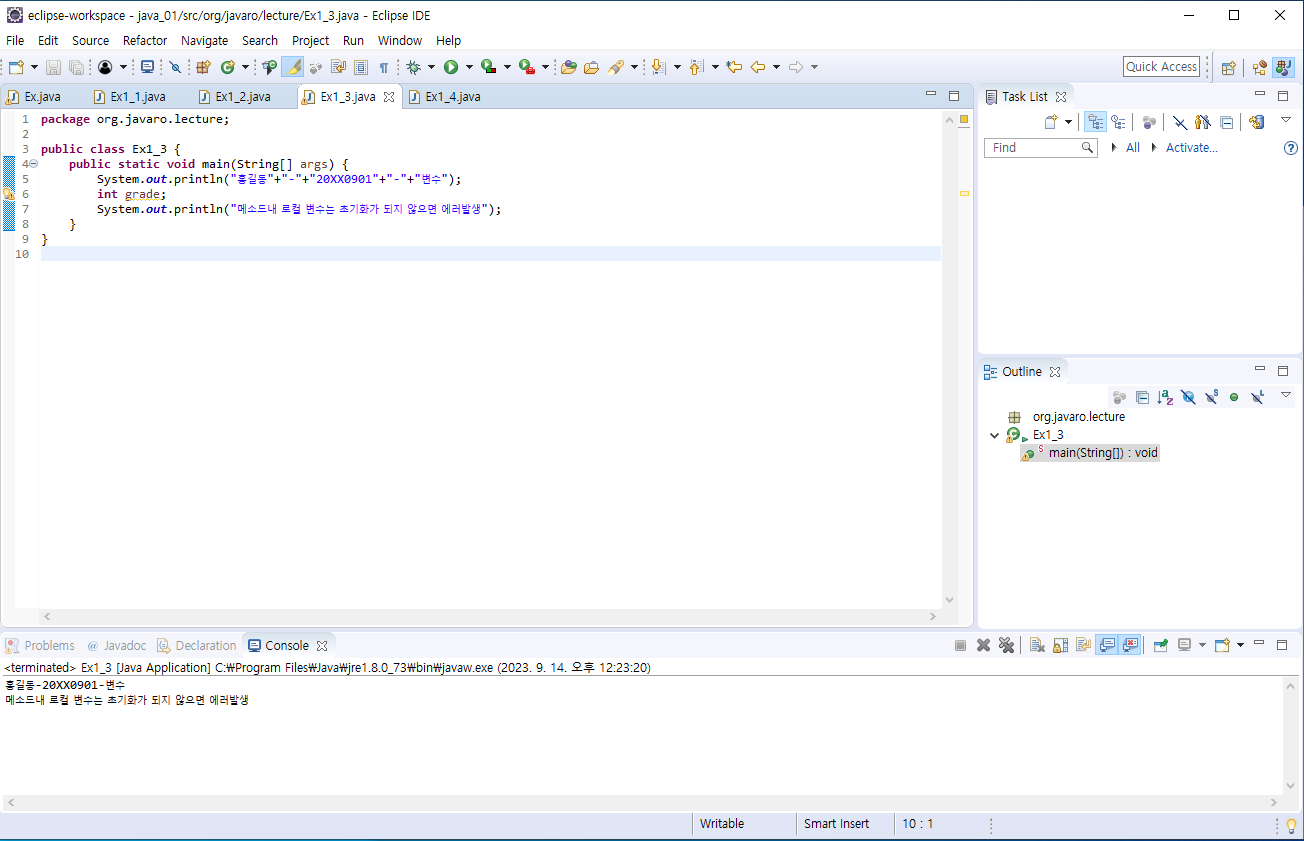 eclipse-workspace - java_01/src/org/javaro/lecture/Ex1_3.java - Eclipse IDE
File Edit Source Refactor Navigate Search Project Run Window Help
Quick Access
Ex.java Ex1_1.java Ex1_2.java Ex1_3.java Ex1_4.java
1 package org.javaro.lecture;
2
3 public class Ex1_3 {
4 public static void main(String[] args) {
5 System.out.println("홍길동"+"-"+"20XX0901"+"-"+"변수");
6 int grade;
7 System.out.println("메소드내 로컬 변수는 초기화가 되지 않으면 에러발생");
8 }
9 }
10
Task List
Find All Activate...
Outline
org.javaro.lecture
Ex1_3
main(String[]) : void
Problems @ Javadoc Declaration Console
<terminated> Ex1_3 [Java Application] C:₩Program Files₩Java₩jre1.8.0_73₩bin₩javaw.exe (2023. 9. 14. 오후 12:23:20)
홍길동-20XX0901-변수
메소드내 로컬 변수는 초기화가 되지 않으면 에러발생
Writable Smart Insert 10 : 1